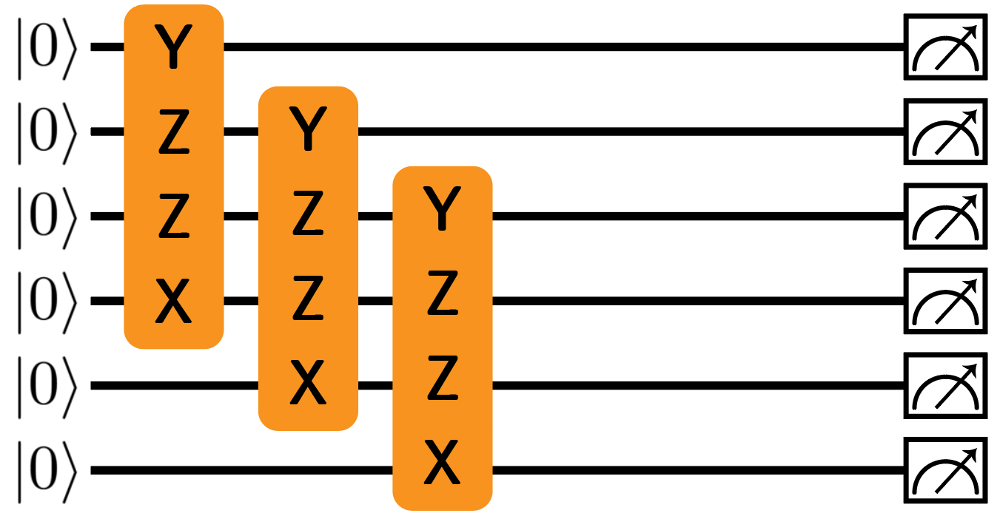 |0⟩ Y
|0⟩ Z Y
|0⟩ Z Z Y
|0⟩ X Z Z
|0⟩ X Z
|0⟩ X